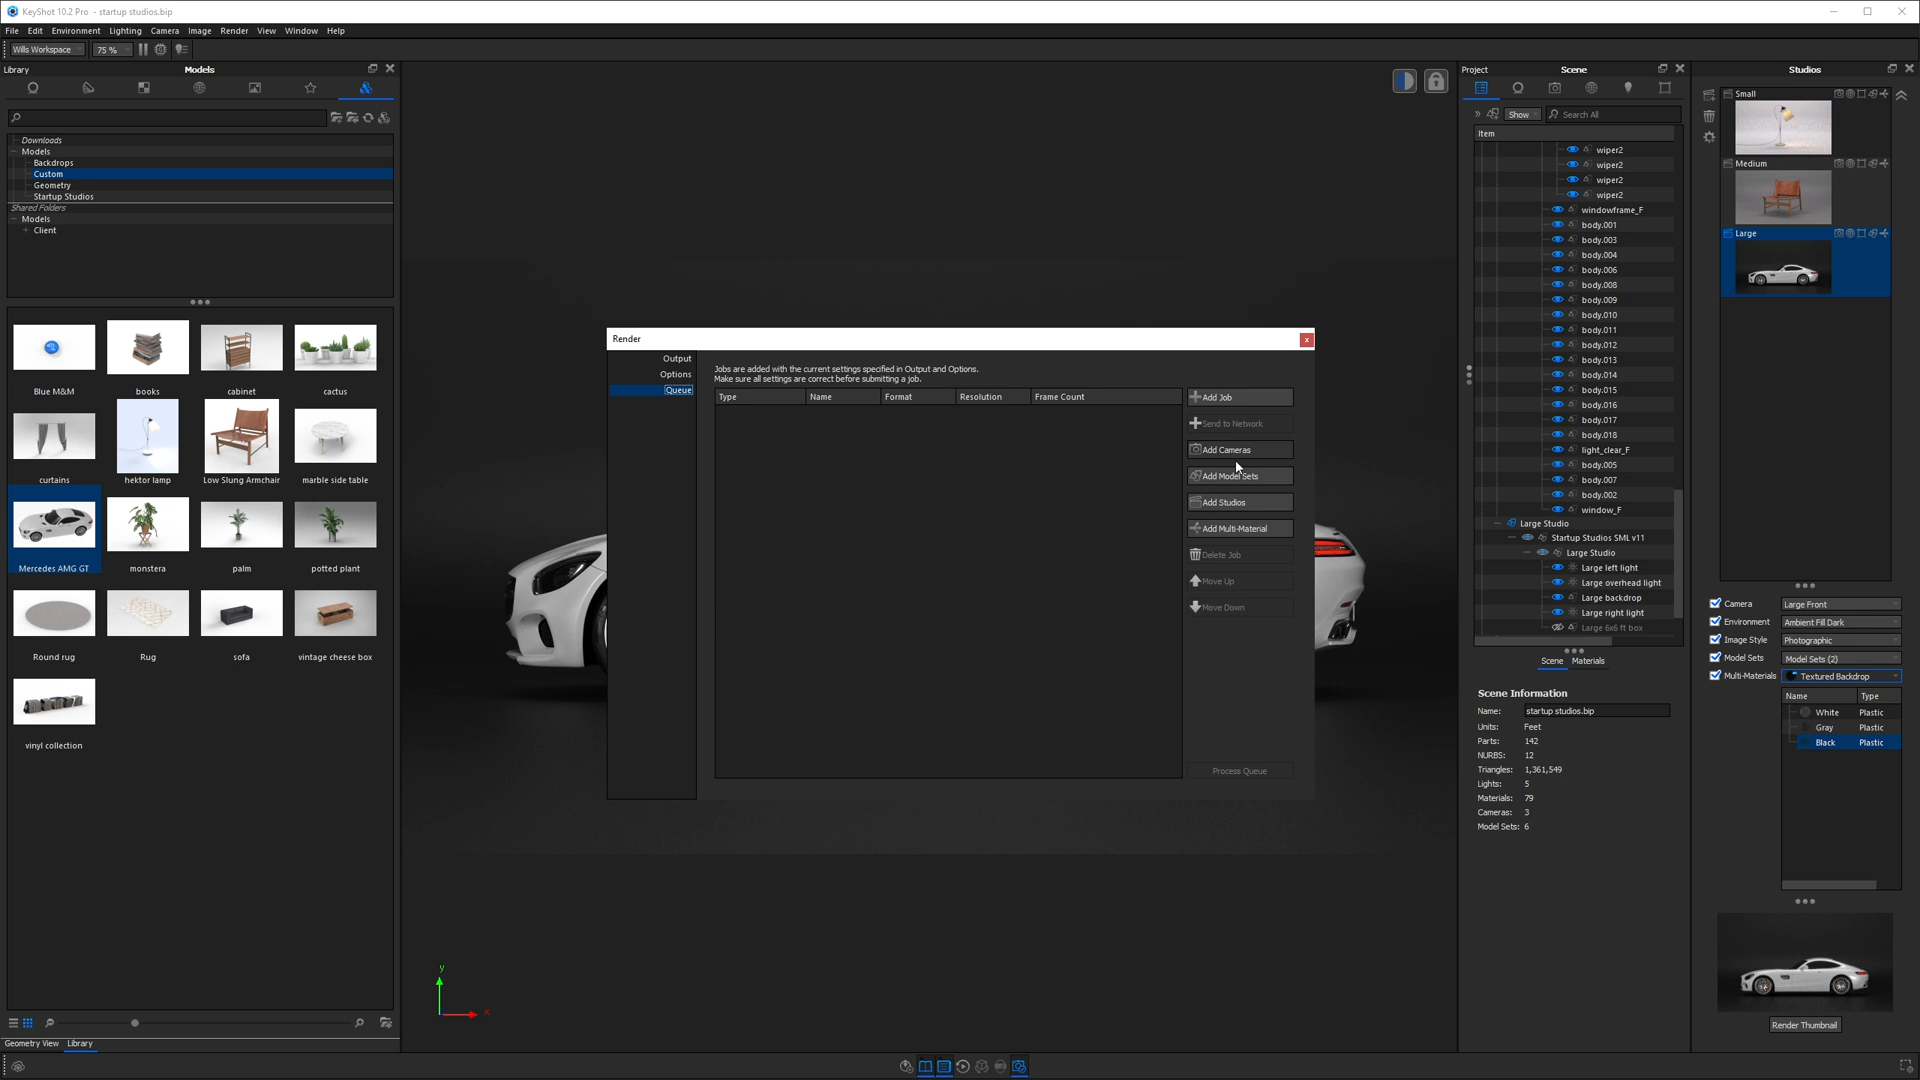 KeyShot 10.2 Pro - startup studios.bip
File Edit Environment Lighting Camera Image Render View Window Help
Wills Workspace 75 %
Library Models
Downloads
Models
Backdrops
Custom
Geometry
Startup Studios
Shared Folders
Models
Client
Blue M&M books cabinet cactus
curtains hektor lamp Low Slung Armchair marble side table
Mercedes AMG GT monstera palm potted plant
Round rug Rug sofa vintage cheese box
vinyl collection
Geometry View Library
y
x
Render
x
Output
Options
Queue
Jobs are added with the current settings specified in Output and Options.
Make sure all settings are correct before submitting a job.
Type Name Format Resolution Frame Count
Add Job
Send to Network
Add Cameras
Add Model Sets
Add Studios
Add Multi-Material
Delete Job
Move Up
Move Down
Process Queue
Project Scene
Show Search All
Item
wiper2
wiper2
wiper2
wiper2
windowframe_F
body.001
body.003
body.004
body.006
body.008
body.009
body.010
body.011
body.012
body.013
body.014
body.015
body.016
body.017
body.018
light_clear_F
body.005
body.007
body.002
window_F
Large Studio
Startup Studios SML v11
Large Studio
Large left light
Large overhead light
Large backdrop
Large right light
Large 6x6 ft box
Scene Materials
Scene Information
Name: startup studios.bip
Units: Feet
Parts: 142
NURBS: 12
Triangles: 1,361,549
Lights: 5
Materials: 79
Cameras: 3
Model Sets: 6
Studios
Small
Medium
Large
Camera Large Front
Environment Ambient Fill Dark
Image Style Photographic
Model Sets Model Sets (2)
Multi-Materials Textured Backdrop
Name Type
White Plastic
Gray Plastic
Black Plastic
Render Thumbnail